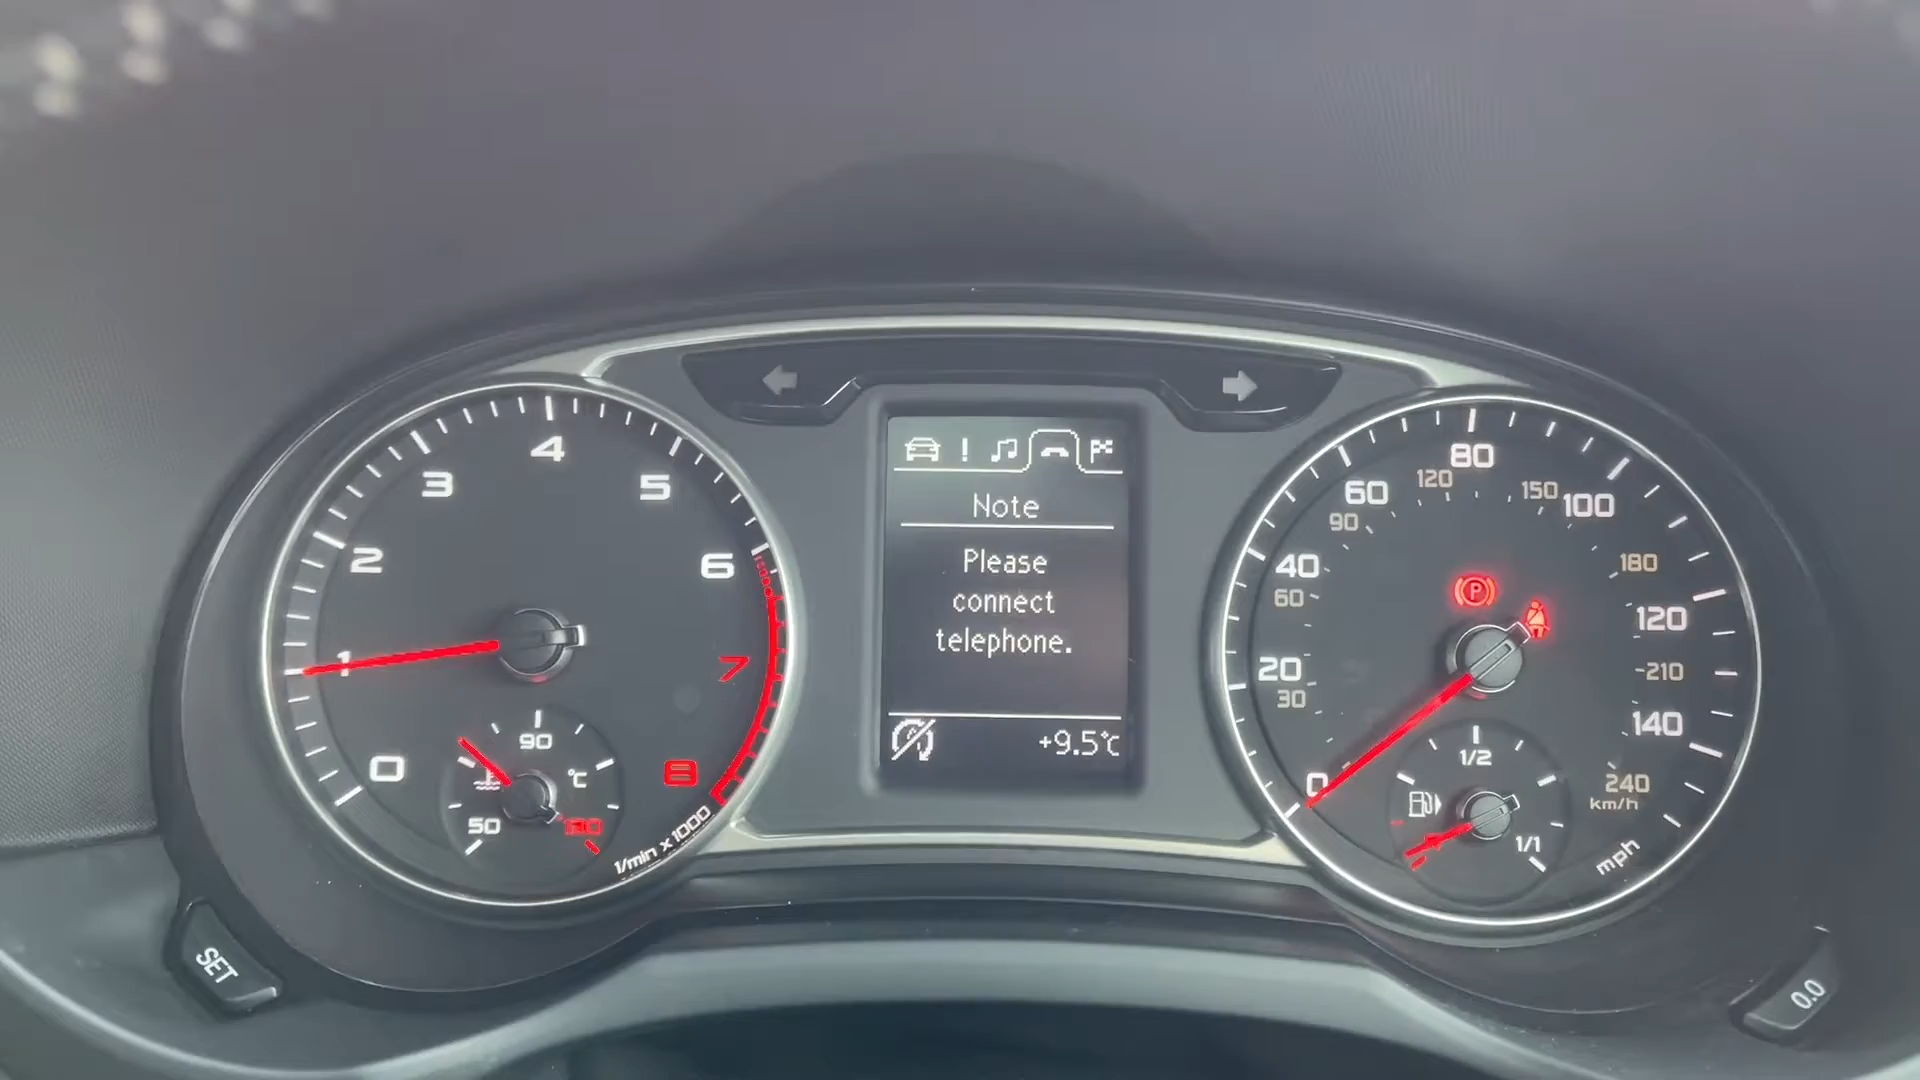 4
3
5
2
6
1
7
0
8
90
°C
50
1/min x 1000
Note
Please
connect
telephone.
+9.5°C
80
60
100
120
150
90
40
180
60
P
120
20
210
30
140
0
1/2
240
km/h
1/1
mph
SET
0.0